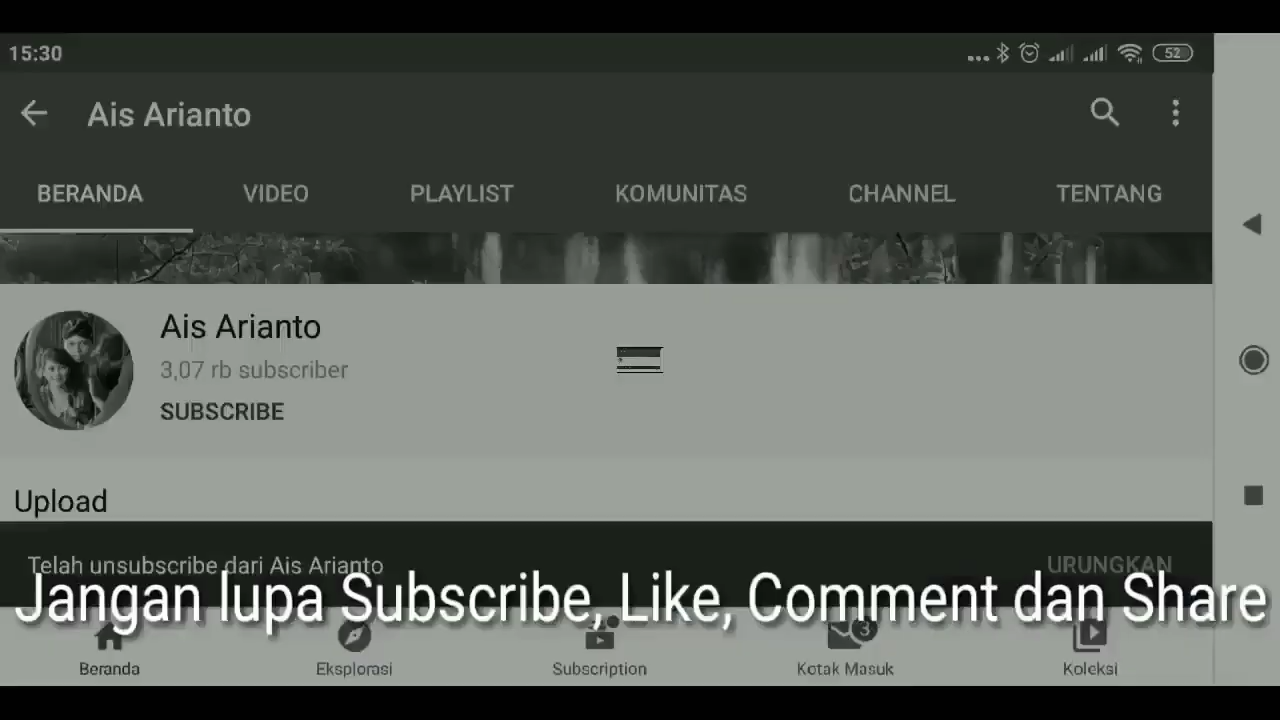 15:30
52
Ais Arianto
BERANDA VIDEO PLAYLIST KOMUNITAS CHANNEL TENTANG
Ais Arianto
3,07 rb subscriber
SUBSCRIBE
Upload
Telah unsubscribe dari Ais Arianto URUNGKAN
Jangan lupa Subscribe, Like, Comment dan Share
3
Beranda Eksplorasi Subscription Kotak Masuk Koleksi